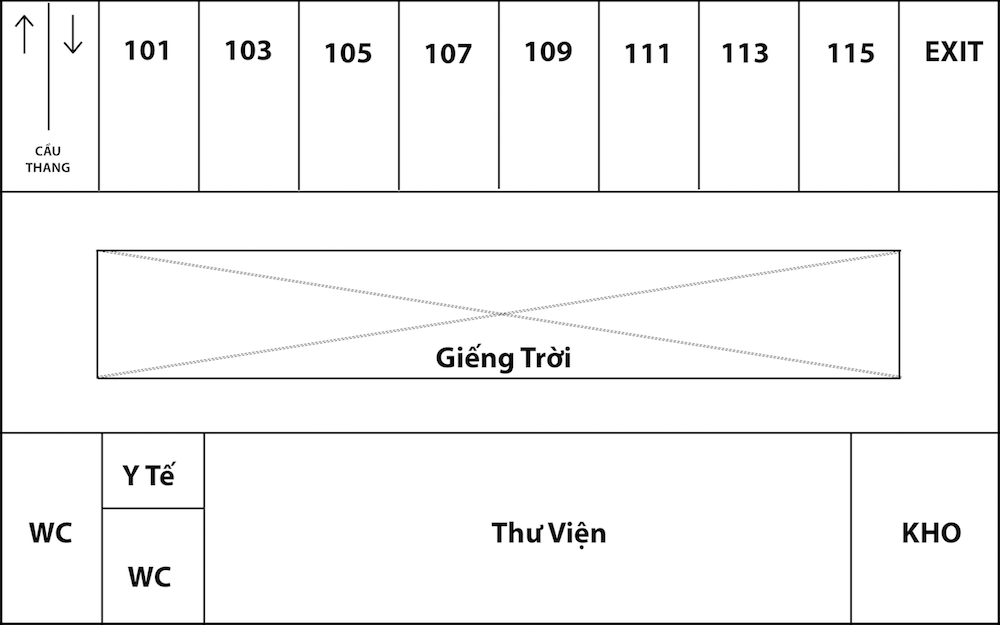 101
103
105
107
109
111
113
115
EXIT
CẦU
THANG
Giếng Trời
Y Tế
WC
WC
Thư Viện
KHO